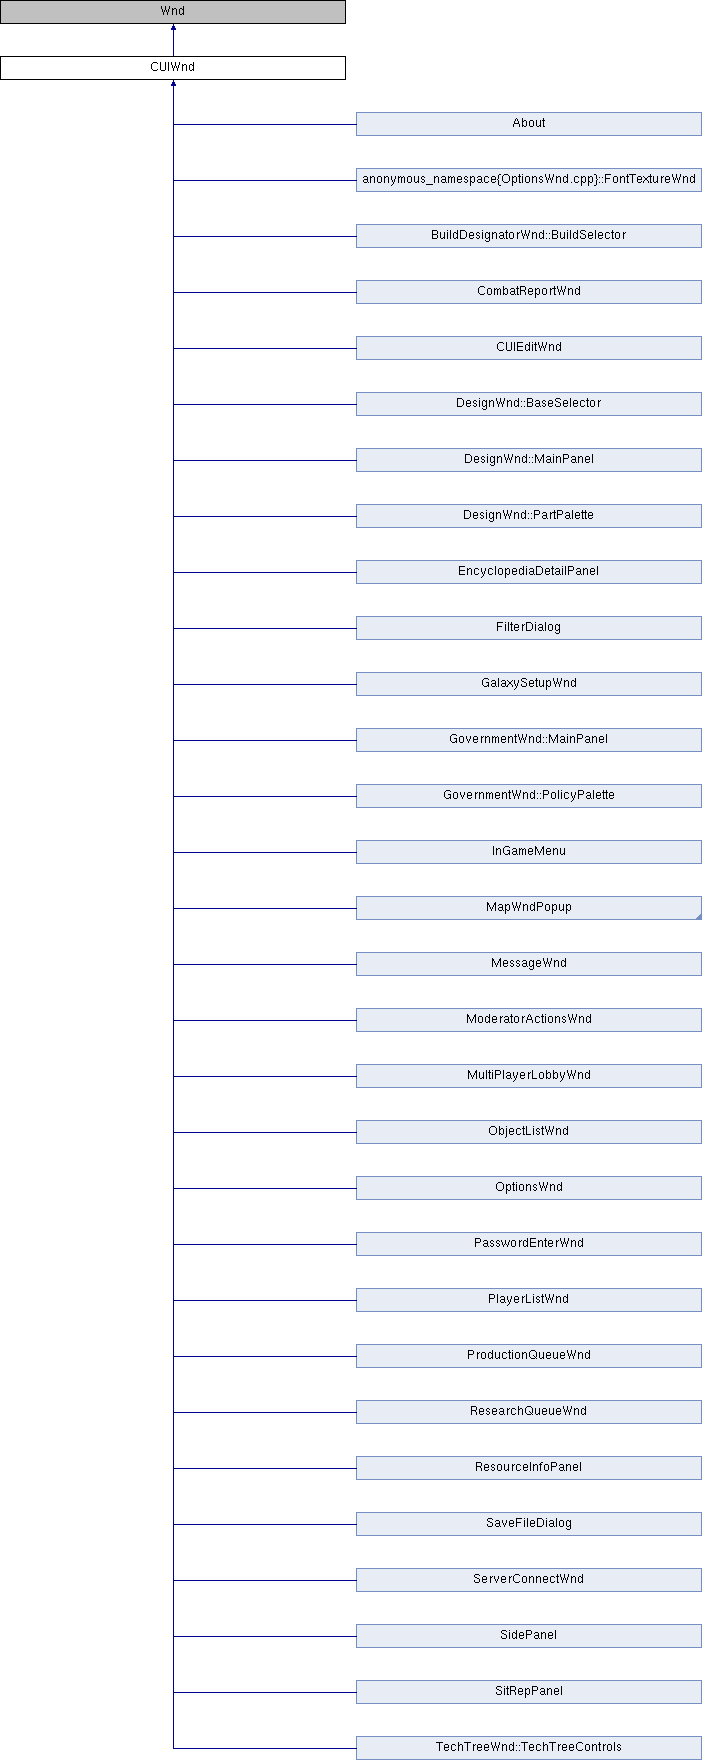 Wnd
CUIWnd
About
anonymous_namespace{OptionsWnd.cpp}::FontTextureWnd
BuildDesignatorWnd::BuildSelector
CombatReportWnd
CUIEditWnd
DesignWnd::BaseSelector
DesignWnd::MainPanel
DesignWnd::PartPalette
EncyclopediaDetailPanel
FilterDialog
GalaxySetupWnd
GovernmentWnd::MainPanel
GovernmentWnd::PolicyPalette
InGameMenu
MapWndPopup
MessageWnd
ModeratorActionsWnd
MultiPlayerLobbyWnd
ObjectListWnd
OptionsWnd
PasswordEnterWnd
PlayerListWnd
ProductionQueueWnd
ResearchQueueWnd
ResourceInfoPanel
SaveFileDialog
ServerConnectWnd
SidePanel
SitRepPanel
TechTreeWnd::TechTreeControls